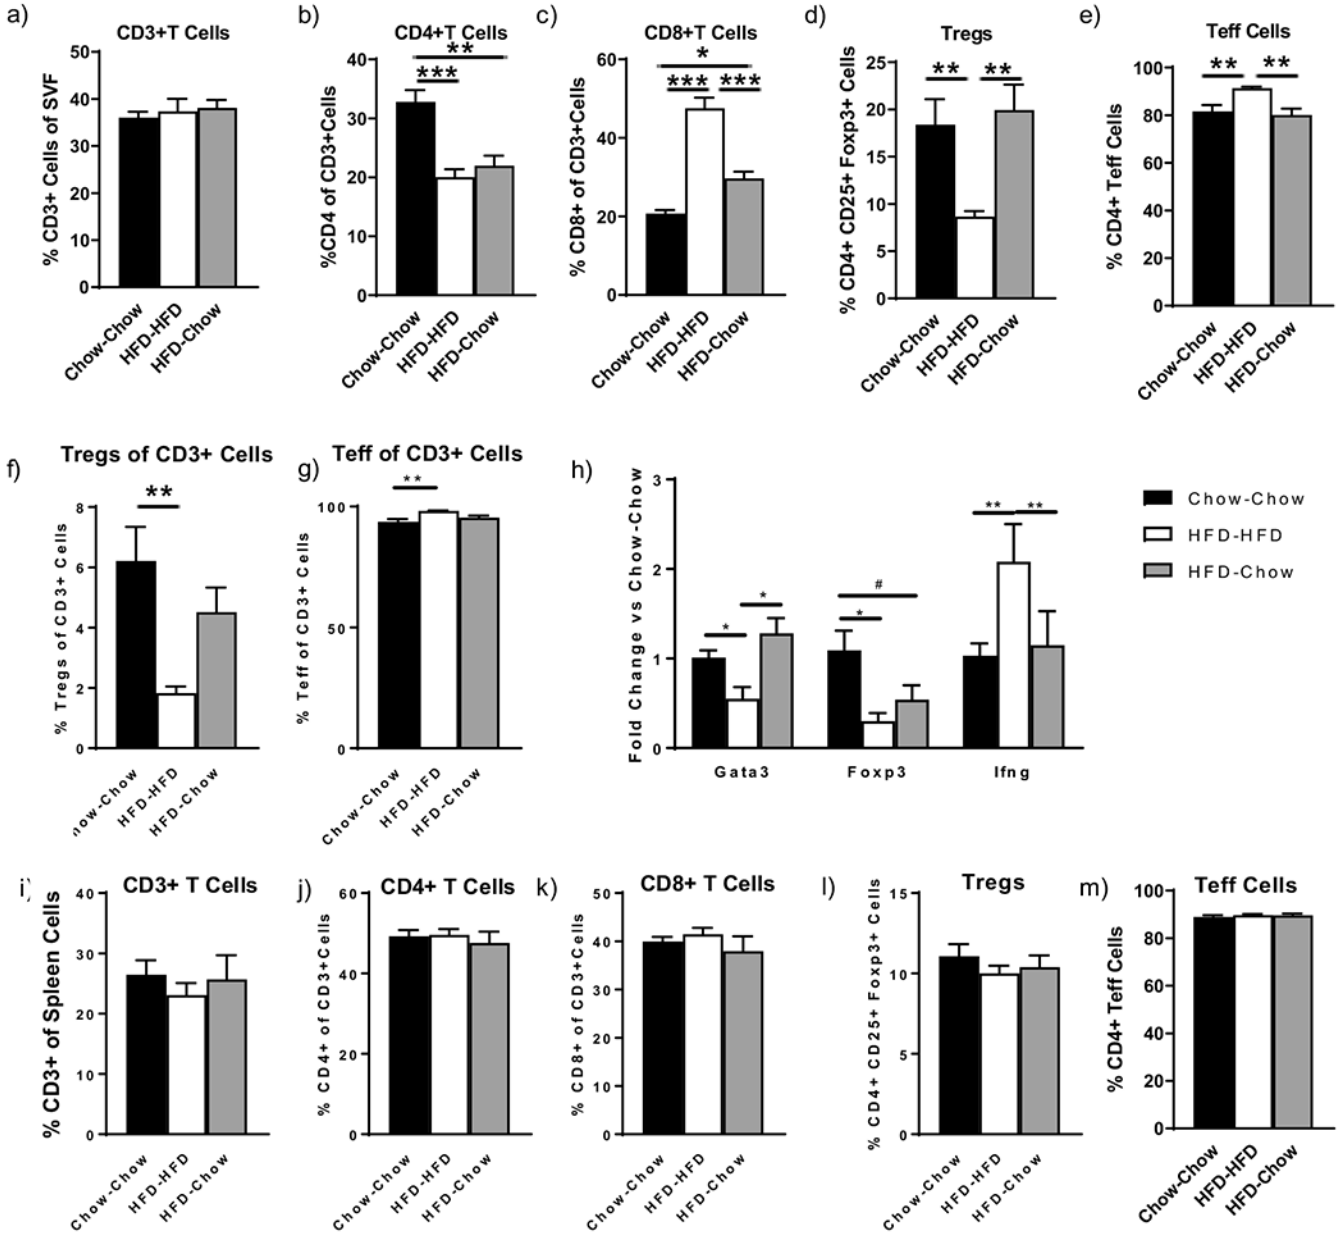 a)
CD3+T Cells
% CD3+ Cells of SVF
50
40
30
20
10
0
Chow-Chow
HFD-HFD
HFD-Chow
b)
CD4+T Cells
%CD4 of CD3+Cells
40
30
20
10
0
**
***
Chow-Chow
HFD-HFD
HFD-Chow
c)
CD8+T Cells
% CD8+ of CD3+Cells
60
40
20
0
*
*** ***
Chow-Chow
HFD-HFD
HFD-Chow
d)
Tregs
% CD4+ CD25+ Foxp3+ Cells
25
20
15
10
5
0
** **
Chow-Chow
HFD-HFD
HFD-Chow
e)
Teff Cells
% CD4+ Teff Cells
100
80
60
40
20
0
** **
Chow-Chow
HFD-HFD
HFD-Chow
f)
Tregs of CD3+ Cells
% Tregs of CD3+ Cells
8
6
4
2
0
**
how-Chow
HFD-HFD
HFD-Chow
g)
Teff of CD3+ Cells
% Teff of CD3+ Cells
100
50
0
**
Chow-Chow
HFD-HFD
HFD-Chow
h)
Fold Change vs Chow-Chow
3
2
1
0
* *
#
*
** **
Gata3 Foxp3 Ifng
Chow-Chow
HFD-HFD
HFD-Chow
i)
CD3+ T Cells
% CD3+ of Spleen Cells
40
30
20
10
0
Chow-Chow
HFD-HFD
HFD-Chow
j)
CD4+ T Cells
% CD4+ of CD3+Cells
60
40
20
0
Chow-Chow
HFD-HFD
HFD-Chow
k)
CD8+ T Cells
% CD8+ of CD3+Cells
50
40
30
20
10
0
Chow-Chow
HFD-HFD
HFD-Chow
l)
Tregs
% CD4+ CD25+ Foxp3+ Cells
15
10
5
0
Chow-Chow
HFD-HFD
HFD-Chow
m)
Teff Cells
% CD4+ Teff Cells
100
80
60
40
20
0
Chow-Chow
HFD-HFD
HFD-Chow